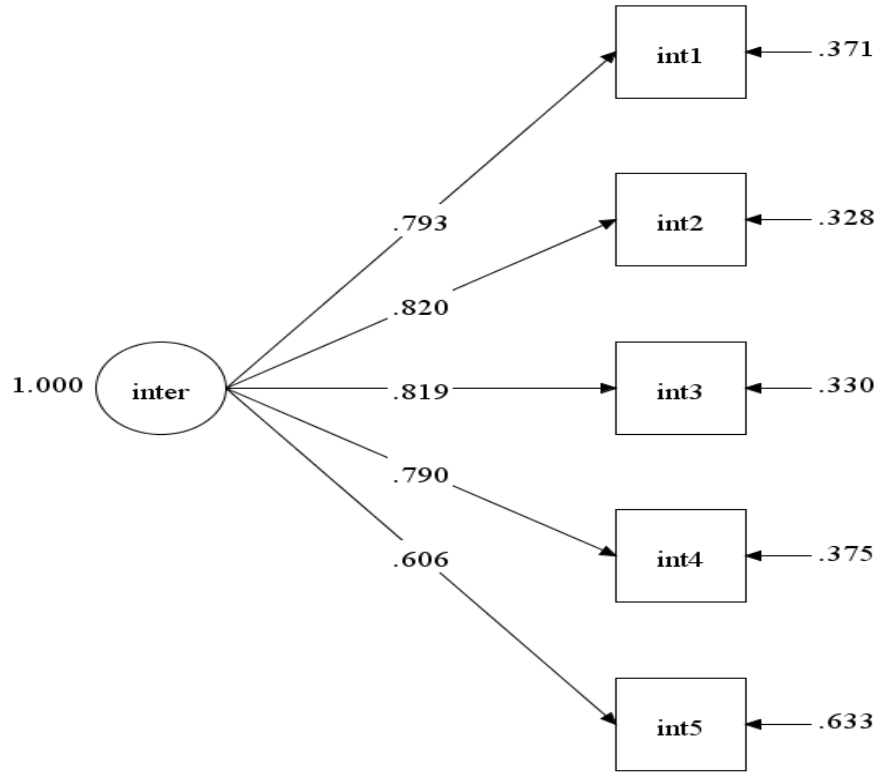 int1
.371
.793
int2
.328
.820
1.000
inter
.819
int3
.330
.790
int4
.375
.606
int5
.633